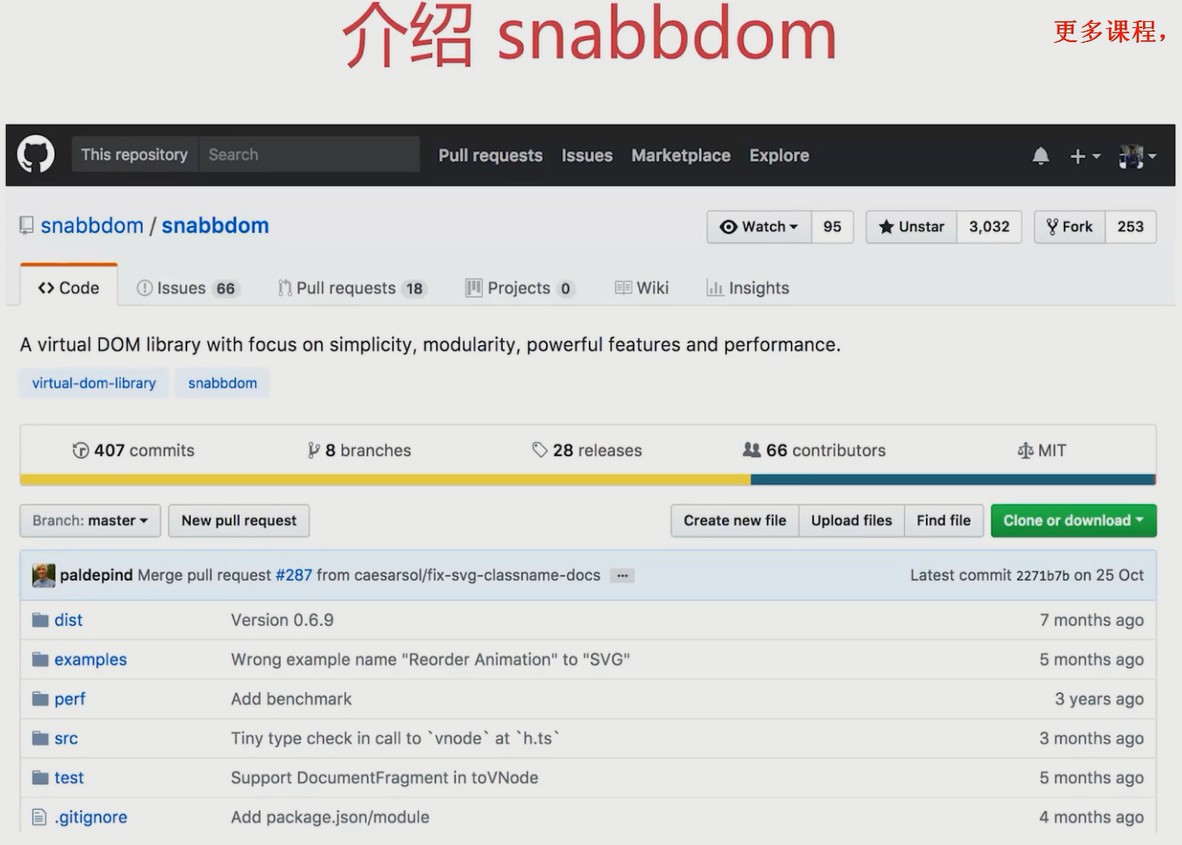 介绍 snabbdom
更多课程，
This repository Search Pull requests Issues Marketplace Explore
snabbdom / snabbdom Watch 95 Unstar 3,032 Fork 253
Code Issues 66 Pull requests 18 Projects 0 Wiki Insights
A virtual DOM library with focus on simplicity, modularity, powerful features and performance.
virtual-dom-library snabbdom
407 commits 8 branches 28 releases 66 contributors MIT
Branch: master New pull request Create new file Upload files Find file Clone or download
paldepind Merge pull request #287 from caesarsol/fix-svg-classname-docs ... Latest commit 2271b7b on 25 Oct
dist Version 0.6.9 7 months ago
examples Wrong example name "Reorder Animation" to "SVG" 5 months ago
perf Add benchmark 3 years ago
src Tiny type check in call to `vnode` at `h.ts` 3 months ago
test Support DocumentFragment in toVNode 5 months ago
.gitignore Add package.json/module 4 months ago